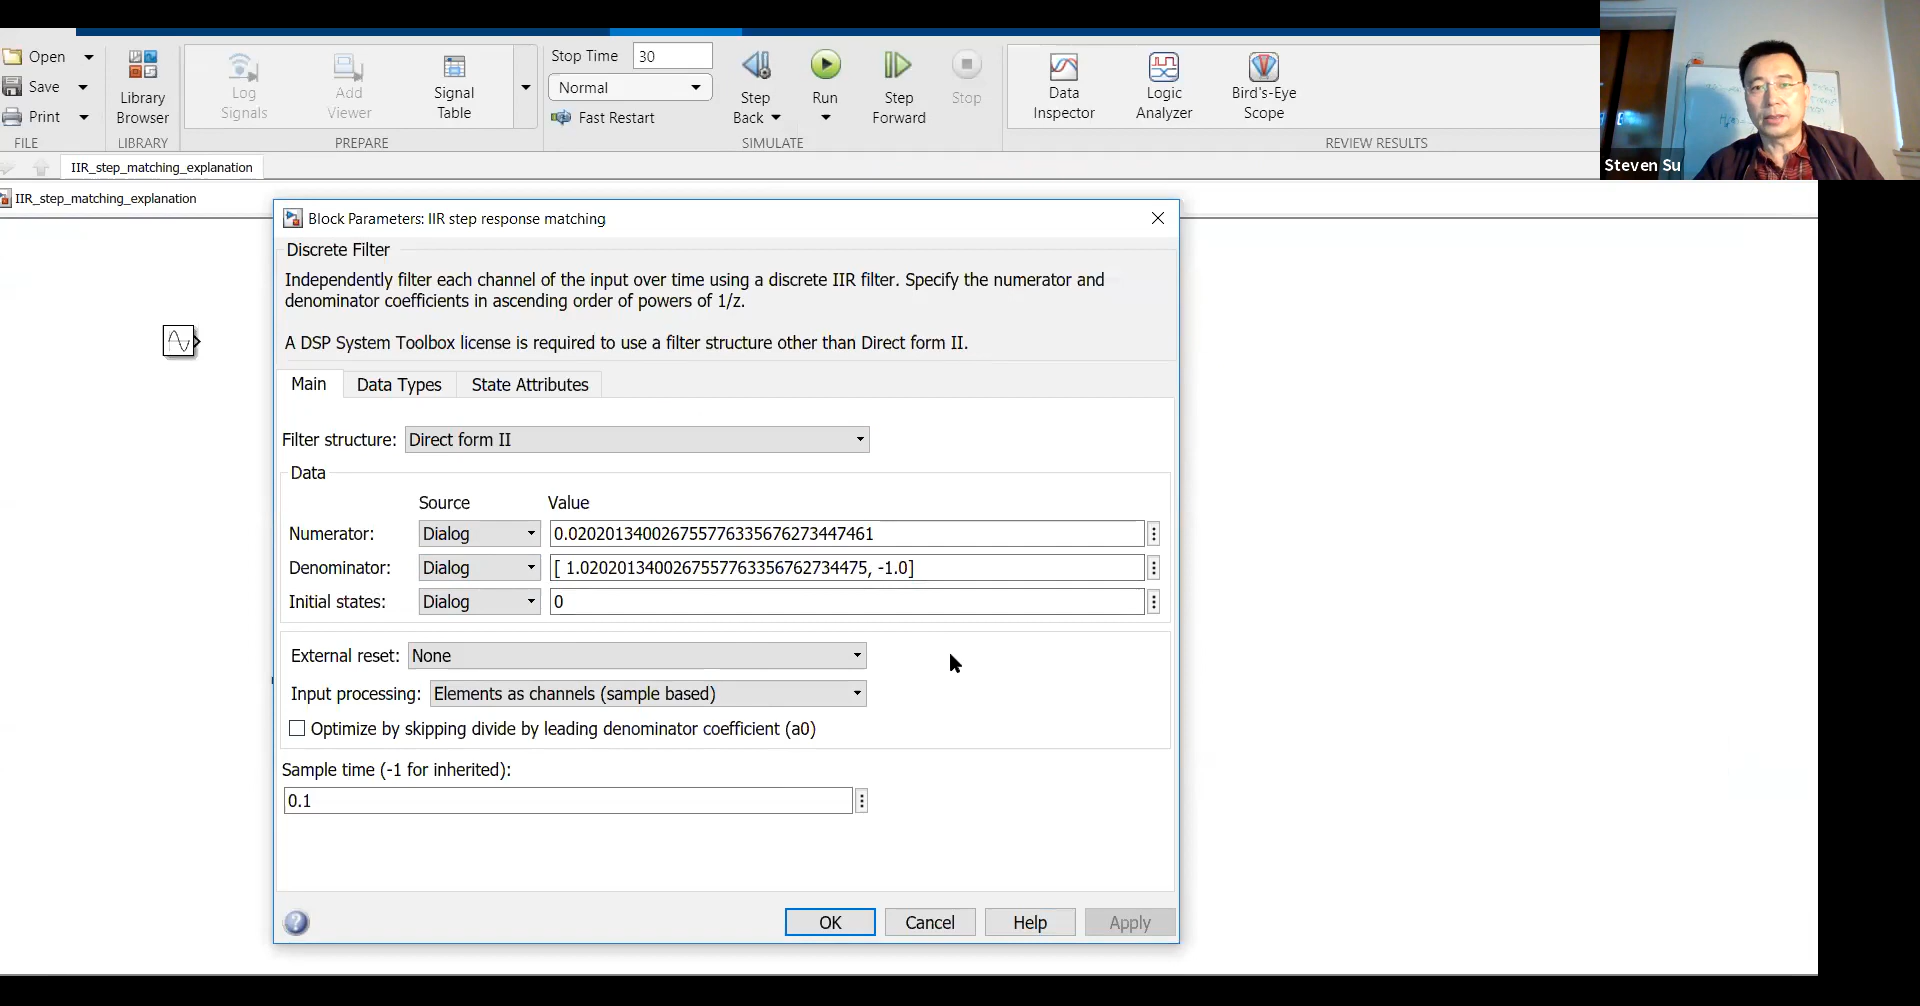 Open
Save
Print
FILE
Library
Browser
LIBRARY
Log
Signals
Add
Viewer
Signal
Table
PREPARE
Stop Time 30
Normal
Fast Restart
Step
Back
Run
Step
Forward
Stop
SIMULATE
Data
Inspector
Logic
Analyzer
Bird's-Eye
Scope
REVIEW RESULTS
Steven Su
IIR_step_matching_explanation
IIR_step_matching_explanation
Block Parameters: IIR step response matching
Discrete Filter
Independently filter each channel of the input over time using a discrete IIR filter. Specify the numerator and
denominator coefficients in ascending order of powers of 1/z.
A DSP System Toolbox license is required to use a filter structure other than Direct form II.
Main Data Types State Attributes
Filter structure: Direct form II
Data
Source Value
Numerator: Dialog 0.020201340026755776335676273447461
Denominator: Dialog [ 1.0202013400267557763356762734475, -1.0]
Initial states: Dialog 0
External reset: None
Input processing: Elements as channels (sample based)
Optimize by skipping divide by leading denominator coefficient (a0)
Sample time (-1 for inherited):
0.1
OK Cancel Help Apply